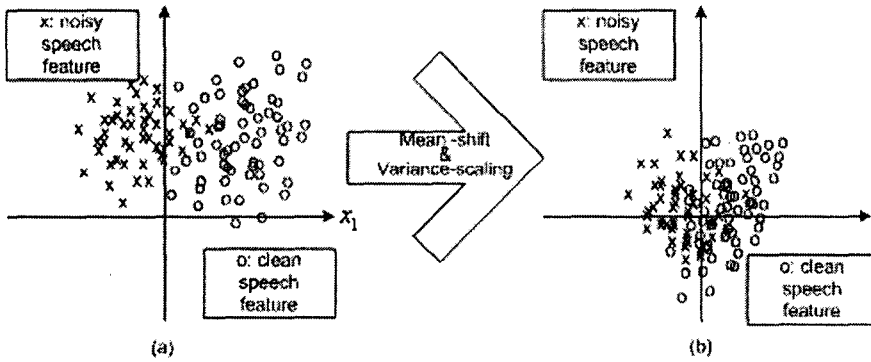 x: noisy
speech
feature
x: noisy
speech
feature
Mean -shift
&
Variance-scaling
x₁
o: clean
speech
feature
o: clean
speech
feature
(a)
(b)